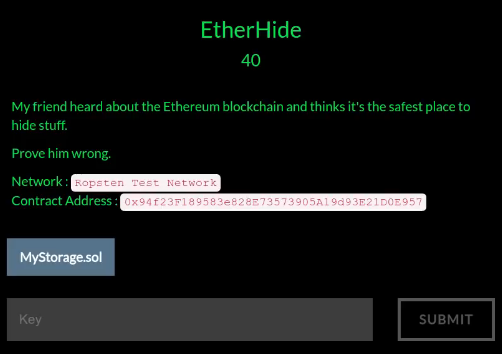 EtherHide
40
My friend heard about the Ethereum blockchain and thinks it's the safest place to
hide stuff.
Prove him wrong.
Network : Ropsten Test Network
Contract Address : 0x94f23F189583e828E73573905A19d93E21D0E957
MyStorage.sol
Key
SUBMIT